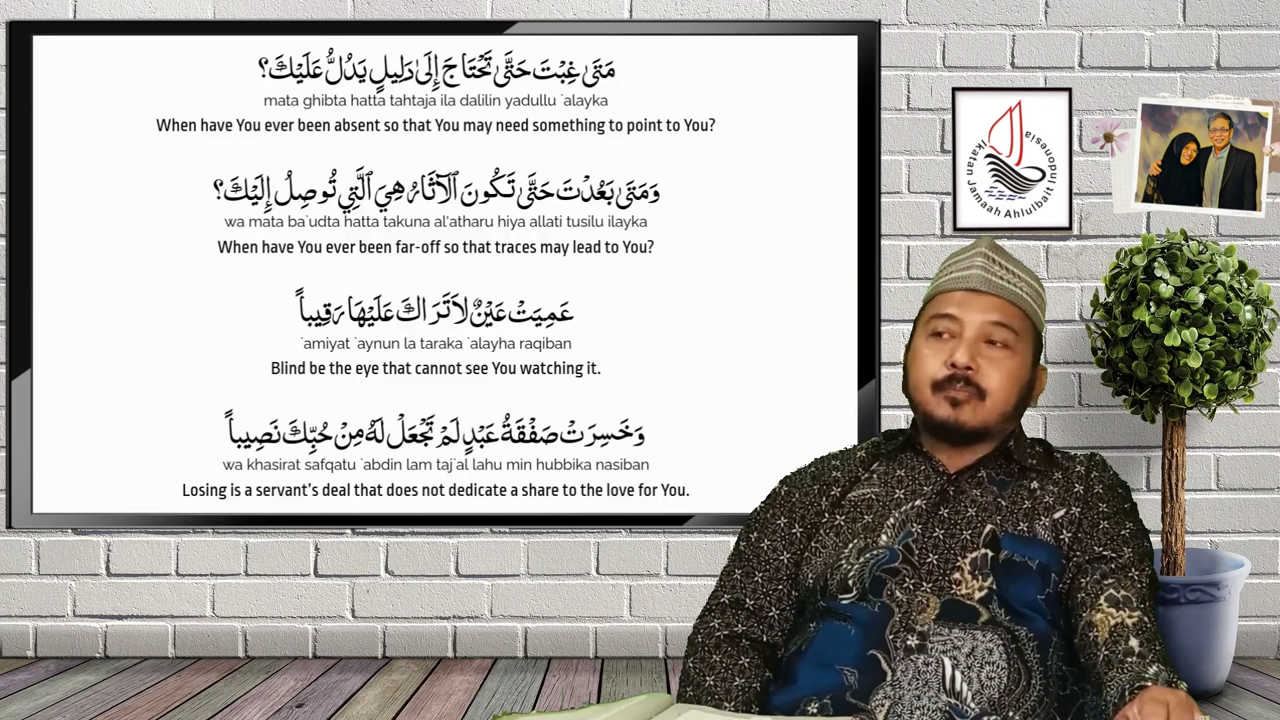 مَتَىٰ غِبْتَ حَتَّىٰ تَحْتَاجَ إِلَىٰ دَلِيلٍ يَدُلُّ عَلَيْكَ؟
mata ghibta hatta tahtaja ila dalilin yadullu `alayka
When have You ever been absent so that You may need something to point to You?
وَمَتَىٰ بَعُدْتَ حَتَّىٰ تَكُونَ ٱلآثَارُ هِيَ ٱلَّتِي تُوصِلُ إِلَيْكَ؟
wa mata ba`udta hatta takuna al'atharu hiya allati tusilu ilayka
When have You ever been far-off so that traces may lead to You?
عَمِيَتْ عَيْنٌ لاَ تَرَاكَ عَلَيْهَا رَقِيباً
`amiyat `aynun la taraka `alayha raqiban
Blind be the eye that cannot see You watching it.
وَخَسِرَتْ صَفْقَةُ عَبْدٍ لَمْ تَجْعَلْ لَهُ مِنْ حُبِّكَ نَصِيباً
wa khasirat safqatu `abdin lam taj`al lahu min hubbika nasiban
Losing is a servant's deal that does not dedicate a share to the love for You.
Ikatan Jamaah Ahlulbait Indonesia